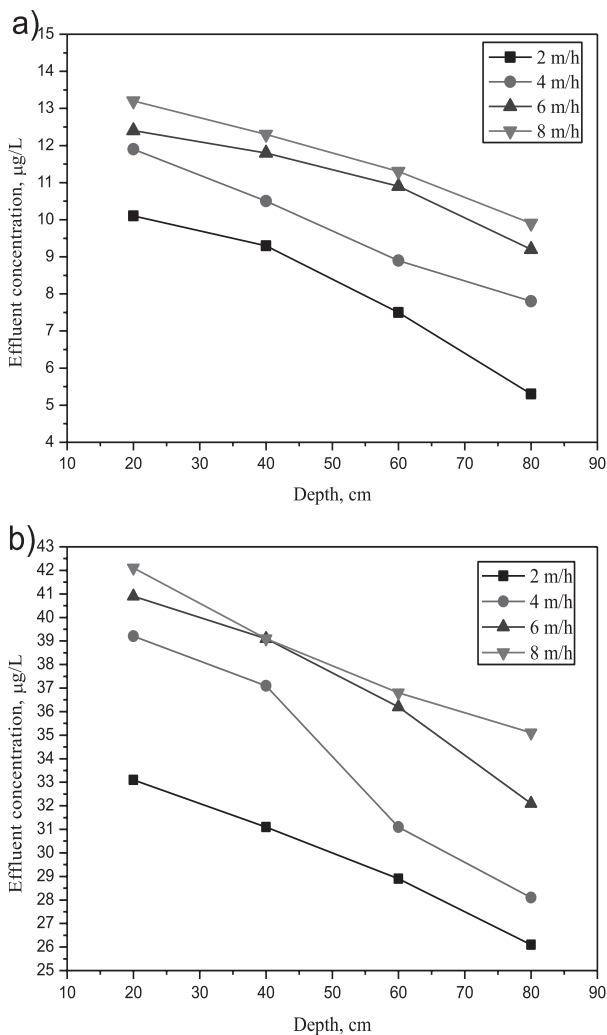 a)
15
14
13
12
11
10
9
8
7
6
5
4
Effluent concentration, µg/L
2 m/h
4 m/h
6 m/h
8 m/h
10 20 30 40 50 60 70 80 90
Depth, cm
b)
43
42
41
40
39
38
37
36
35
34
33
32
31
30
29
28
27
26
25
Effluent concentration, µg/L
2 m/h
4 m/h
6 m/h
8 m/h
10 20 30 40 50 60 70 80 90
Depth, cm